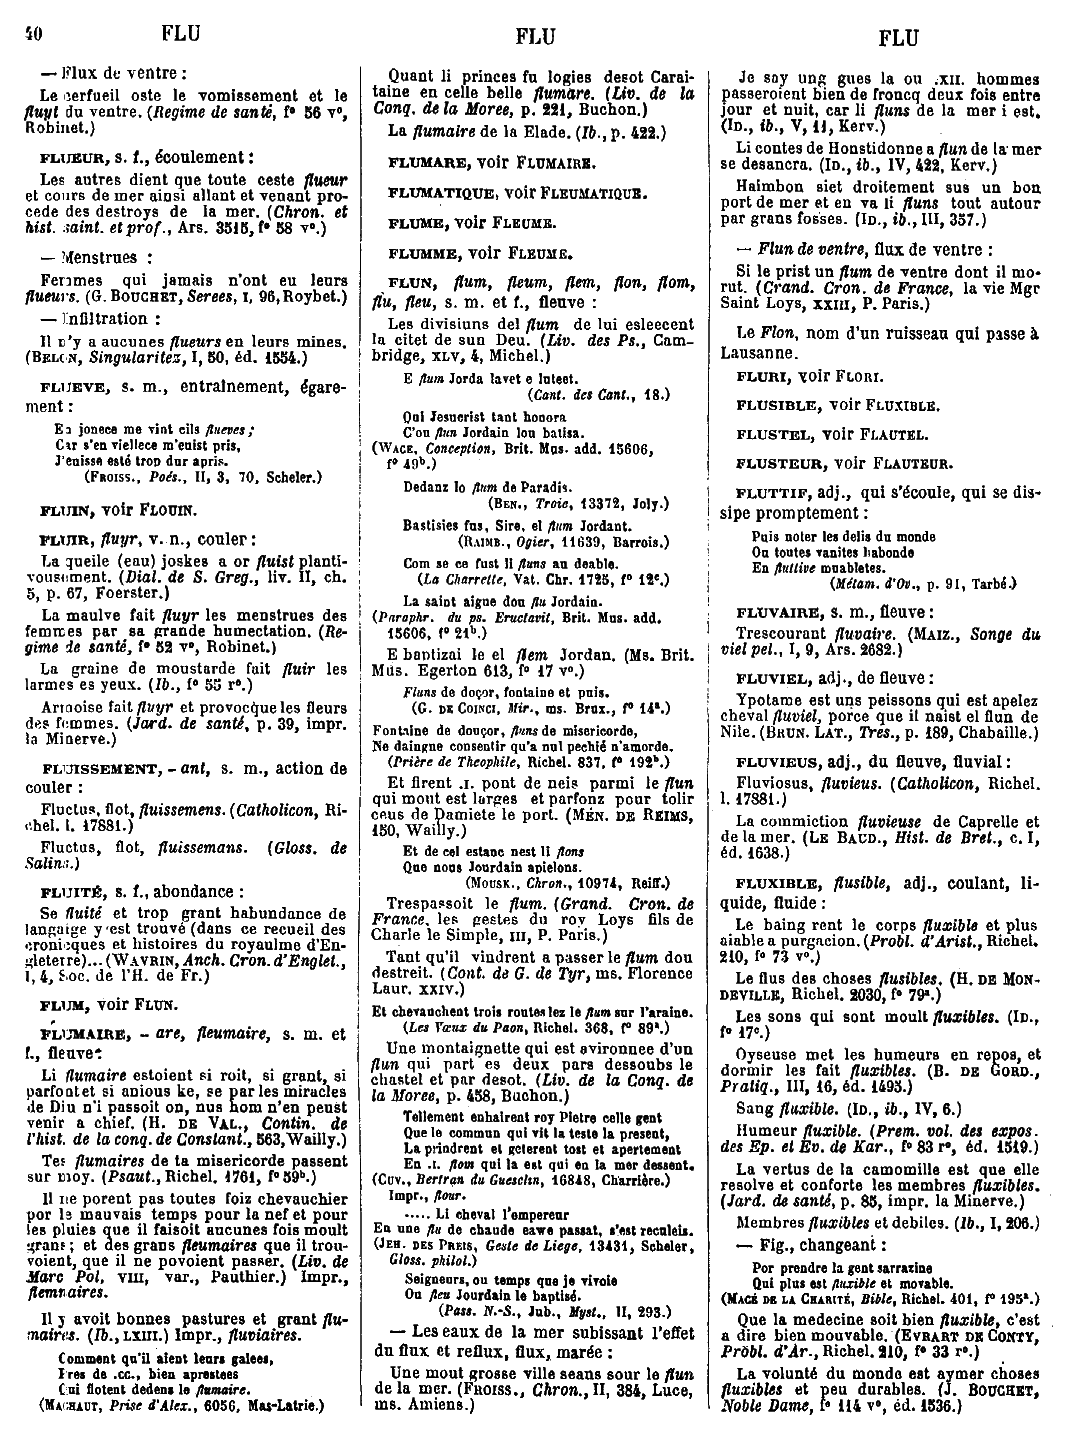 40 FLU
— Flux de ventre :
Le cerfueil oste le vomissement et le
fluyt du ventre. (Regime de santé, f° 56 v°,
Robinet.)
FLUEUR, s. f., écoulement :
Les autres dient que toute ceste flueur
et cours de mer ainsi allant et venant pro-
cede des destroys de la mer. (Chron. et
hist. saint. et prof., Ars. 3515, f° 58 v°.)
— Menstrues :
Femmes qui jamais n'ont eu leurs
flueurs. (G. BOUCHET, Serees, I, 96, Roybet.)
— Infiltration :
Il n'y a aucunes flueurs en leurs mines.
(BELON, Singularitez, I, 50, éd. 1554.)
FLUEVE, s. m., entraînement, égare-
ment :
En jonece me vint cils flueves ;
Car s'en viellece m'euist pris,
J'euisse esté trop dur apris.
(FROISS., Poés., II, 3, 70, Scheler.)
FLUIN, voir FLOUIN.
FLUIR, fluyr, v. n., couler :
La queile (eau) joskes a or fluist planti-
vousement. (Dial. de S. Greg., liv. II, ch.
5, p. 67, Foerster.)
La maulve fait fluyr les menstrues des
femmes par sa grande humectation. (Re-
gime de santé, f° 52 v°, Robinet.)
La graine de moustarde fait fluir les
larmes es yeux. (Ib., f° 55 r°.)
Armoise fait fluyr et provocque les fleurs
des femmes. (Jard. de santé, p. 39, impr.
la Minerve.)
FLUISSEMENT, - ant, s. m., action de
couler :
Fluctus, flot, fluissemens. (Catholicon, Ri-
chel. l. 17881.)
Fluctus, flot, fluissemans. (Gloss. de
Salins.)
FLUITÉ, s. f., abondance :
Se fluité et trop grant habundance de
langaige y est trouvé (dans ce recueil des
cronicques et histoires du royaulme d'En-
gleterre)... (WAVRIN, Anch. Cron. d'Englet.,
I, 4, Soc. de l'H. de Fr.)
FLUM, voir FLUN.
FLUMAIRE, - are, fleumaire, s. m. et
f., fleuve :
Li flumaire estoient si roit, si grant, si
parfont et si anious ke, se par les miracles
de Diu n'i passoit on, nus hom n'en peust
venir a chief. (H. DE VAL., Contin. de
l'hist. de la conq. de Constant., 563, Wailly.)
Tes flumaires de ta misericorde passent
sur moy. (Psaut., Richel. 1761, f° 59b.)
Il ne porent pas toutes foiz chevauchier
por le mauvais temps pour la nef et pour
les pluies que il faisoit aucunes fois moult
grant ; et des grans fleumaires que il trou-
voient, que il ne povoient passer. (Liv. de
Marc Pol, VIII, var., Pauthier.) Impr.,
flemnaires.
Il y avoit bonnes pastures et grant flu-
maires. (Ib., LXIII.) Impr., fluviaires.
Comment qu'il aient leurs galees,
Pres de .cc., bien aprestees
Qui flotent dedens le flumaire.
(MACHAUT, Prise d'Alex., 6056, Mas-Latrie.)
FLU
Quant li princes fu logies desot Carai-
taine en celle belle flumare. (Liv. de la
Conq. de la Moree, p. 221, Buchon.)
La flumaire de la Elade. (Ib., p. 422.)
FLUMARE, voir FLUMAIRE.
FLUMATIQUE, voir FLEUMATIQUE.
FLUME, voir FLEUME.
FLUMME, voir FLEUME.
FLUN, flum, fleum, flem, flon, flom,
flu, fleu, s. m. et f., fleuve :
Les divisiuns del flum de lui esleecent
la citet de sun Deu. (Liv. des Ps., Cam-
bridge, XLV, 4, Michel.)
E flum Jorda lavet e luteet.
(Cant. des Cant., 18.)
Qui Jesucrist tant honora
C'ou flun Jordain lou batisa.
(WACE, Conception, Brit. Mus. add. 15606,
f° 49b.)
Dedanz lo flum de Paradis.
(BEN., Troie, 13372, Joly.)
Bastisies fus, Sire, el flum Jordant.
(RAIMB., Ogier, 11639, Barrois.)
Com se ce fust li fluns au deable.
(La Charrette, Vat. Chr. 1725, f° 12c.)
La saint aigue dou flu Jordain.
(Paraphr. du ps. Eructavit, Brit. Mus. add.
15606, f° 21b.)
E bautizai le el flem Jordan. (Ms. Brit.
Mus. Egerton 613, f° 17 v°.)
Fluns de doçor, fontaine et puis.
(G. DE COINCI, Mir., ms. Brux., f° 14a.)
Fontaine de douçor, fluns de misericorde,
Ne daingue consentir qu'a nul pechié n'amorde.
(Prière de Theophile, Richel. 837, f° 192b.)
Et firent .I. pont de neis parmi le flun
qui mout est larges et parfonz pour tolir
ceus de Damiete le port. (MÉN. DE REIMS,
150, Wailly.)
Et de cel estanc nest li flons
Que nous Jourdain apielons.
(MOUSK., Chron., 10974, Reiff.)
Trespassoit le flum. (Grand. Cron. de
France, les gestes du roy Loys fils de
Charle le Simple, III, P. Paris.)
Tant qu'il vindrent a passer le flum dou
destreit. (Cont. de G. de Tyr, ms. Florence
Laur. XXIV.)
Et chevauchent trois routes lez le flum sur l'araine.
(Les Vœux du Paon, Richel. 368, f° 89a.)
Une montaignette qui est avironnee d'un
flun qui part es deux pars dessoubs le
chastel et par desot. (Liv. de la Conq. de
la Moree, p. 458, Buchon.)
Tellement enhairent roy Pietre celle gent
Que le commun qui vit la teste la present,
La prindrent et geterent tost et apertement
En .I. flom qui la est qui en la mer dessent.
(CUV., Bertran du Guesclin, 16848, Charrière.)
Impr., flour.
..... Li cheval l'empereur
En une flu de chaude eawe passat, s'est reculeis.
(JEH. DES PREIS, Geste de Liege, 13431, Scheler,
Gloss. philol.)
Seigneurs, ou temps que je vivoie
Ou fleu Jourdain le baptisé.
(Pass. N.-S., Jub., Myst., II, 293.)
— Les eaux de la mer subissant l'effet
du flux et reflux, flux, marée :
Une mout grosse ville seans sour le flun
de la mer. (FROISS., Chron., II, 384, Luce,
ms. Amiens.)
FLU
Je say ung gues la ou .XII. hommes
passeroient bien de froncq deux fois entre
jour et nuit, car li fluns de la mer i est.
(ID., ib., V, 11, Kerv.)
Li contes de Honstidonne a flun de la mer
se desancra. (ID., ib., IV, 422, Kerv.)
Haimbon siet droitement sus un bon
port de mer et en va li fluns tout autour
par grans fosses. (ID., ib., III, 357.)
— Flun de ventre, flux de ventre :
Si le prist un flum de ventre dont il mo-
rut. (Grand. Cron. de France, la vie Mgr
Saint Loys, XXIII, P. Paris.)
Le Flon, nom d'un ruisseau qui passe à
Lausanne.
FLURI, voir FLORI.
FLUSIBLE, voir FLUXIBLE.
FLUSTEL, voir FLAUTEL.
FLUSTEUR, voir FLAUTEUR.
FLUTTIF, adj., qui s'écoule, qui se dis-
sipe promptement :
Puis noter les delis du monde
Ou toutes vanites habonde
En fluttive muabletes.
(Métam. d'Ov., p. 91, Tarbé.)
FLUVAIRE, s. m., fleuve :
Trescourant fluvaire. (MAIZ., Songe du
viel pel., I, 9, Ars. 2682.)
FLUVIEL, adj., de fleuve :
Ypotame est uns peissons qui est apelez
cheval fluviel, porce que il naist el flun de
Nile. (BRUN. LAT., Tres., p. 189, Chabaille.)
FLUVIEUS, adj., du fleuve, fluvial :
Fluviosus, fluvieus. (Catholicon, Richel.
l. 17881.)
La commiction fluvieuse de Caprelle et
de la mer. (LE BAUD., Hist. de Bret., c. I,
éd. 1638.)
FLUXIBLE, flusible, adj., coulant, li-
quide, fluide :
Le baing rent le corps fluxible et plus
aiable a purgacion. (Probl. d'Arist., Richel.
210, f° 73 v°.)
Le flus des choses flusibles. (H. DE MON-
DEVILLE, Richel. 2030, f° 79a.)
Les sons qui sont moult fluxibles. (ID.,
f° 17c.)
Oyseuse met les humeurs en repos, et
dormir les fait fluxibles. (B. DE GORD.,
Pratiq., III, 16, éd. 1495.)
Sang fluxible. (ID., ib., IV, 6.)
Humeur fluxible. (Prem. vol. des expos.
des Ep. et Ev. de Kar., f° 83 r°, éd. 1519.)
La vertus de la camomille est que elle
resolve et conforte les membres fluxibles.
(Jard. de santé, p. 85, impr. la Minerve.)
Membres fluxibles et debiles. (Ib., I, 206.)
— Fig., changeant :
Por prendre la gent sarrazine
Qui plus est fluxible et movable.
(MACÉ DE LA CHARITÉ, Bible, Richel. 401, f° 195a.)
Que la medecine soit bien fluxible, c'est
a dire bien mouvable. (EVRART DE CONTY,
Probl. d'Ar., Richel. 210, f° 33 r°.)
La volunté du monde est aymer choses
fluxibles et peu durables. (J. BOUCHET,
Noble Dame, f° 114 v°, éd. 1536.)